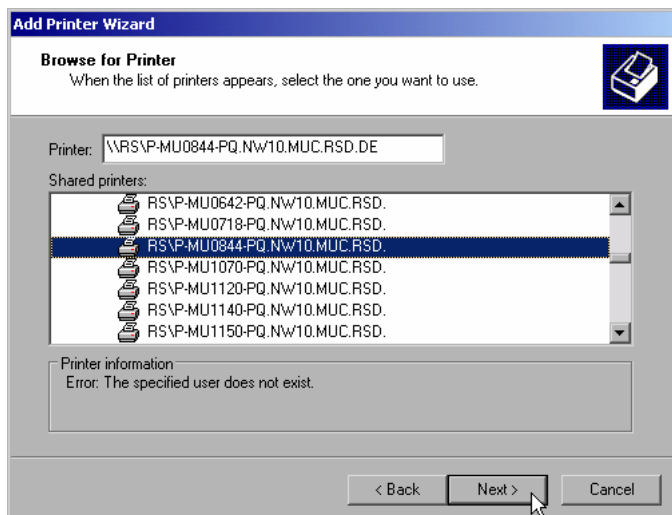 Add Printer Wizard
Browse for Printer
When the list of printers appears, select the one you want to use.
Printer: \\RS\P-MU0844-PQ.NW10.MUC.RSD.DE
Shared printers:
RS\P-MU0642-PQ.NW10.MUC.RSD.
RS\P-MU0718-PQ.NW10.MUC.RSD.
RS\P-MU0844-PQ.NW10.MUC.RSD.
RS\P-MU1070-PQ.NW10.MUC.RSD.
RS\P-MU1120-PQ.NW10.MUC.RSD.
RS\P-MU1140-PQ.NW10.MUC.RSD.
RS\P-MU1150-PQ.NW10.MUC.RSD.
Printer information
Error: The specified user does not exist.
< Back Next > Cancel